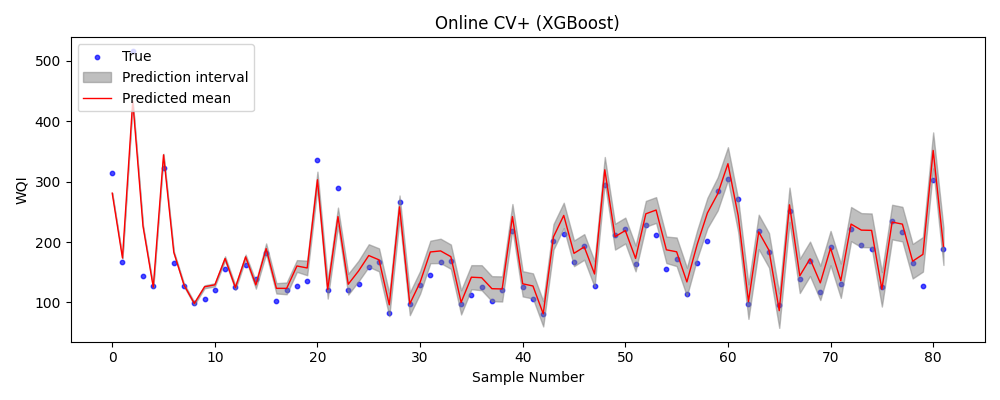 Online CV+ (XGBoost)
True
Prediction interval
Predicted mean
WQI
500
400
300
200
100
0
10
20
30
40
50
60
70
80
Sample Number